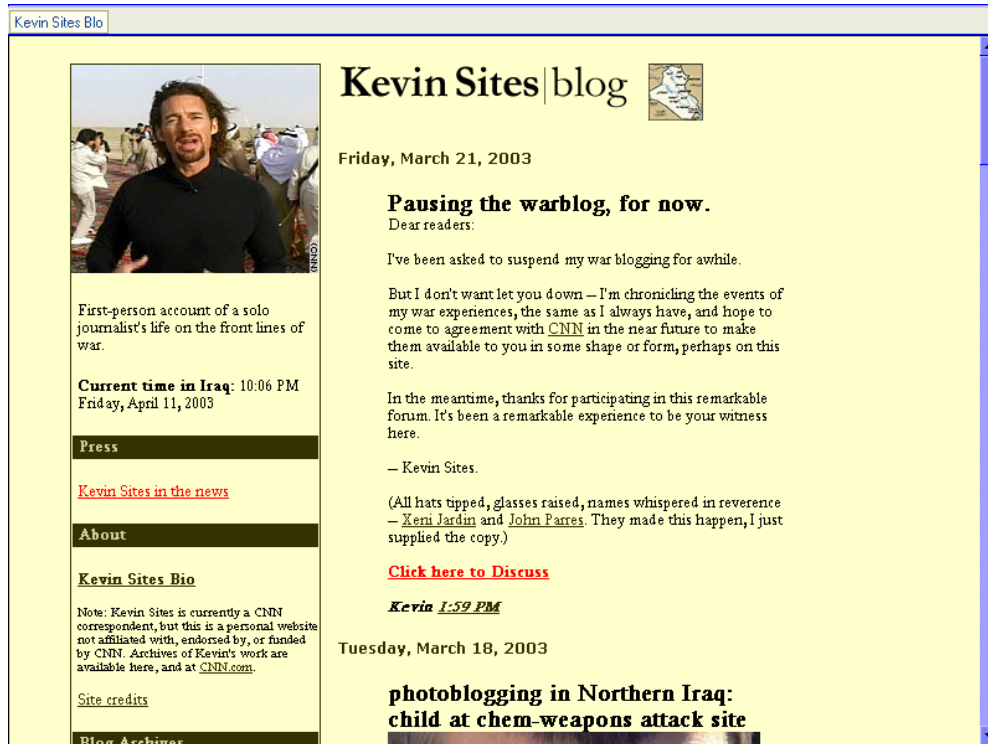 Kevin Sites Blo
Kevin Sites|blog
(CNN)
First-person account of a solo
journalist's life on the front lines of
war.
Current time in Iraq: 10:06 PM
Friday, April 11, 2003
Press
Kevin Sites in the news
About
Kevin Sites Bio
Note: Kevin Sites is currently a CNN
correspondent, but this is a personal website
not affiliated with, endorsed by, or funded
by CNN. Archives of Kevin's work are
available here, and at CNN.com.
Site credits
Blog Archives
Friday, March 21, 2003
Pausing the warblog, for now.
Dear readers:
I've been asked to suspend my war blogging for awhile.
But I don't want let you down — I'm chronicling the events of
my war experiences, the same as I always have, and hope to
come to agreement with CNN in the near future to make
them available to you in some shape or form, perhaps on this
site.
In the meantime, thanks for participating in this remarkable
forum. It's been a remarkable experience to be your witness
here.
— Kevin Sites.
(All hats tipped, glasses raised, names whispered in reverence
— Xeni Jardin and John Parres. They made this happen, I just
supplied the copy.)
Click here to Discuss
Kevin 1:59 PM
Tuesday, March 18, 2003
photoblogging in Northern Iraq:
child at chem-weapons attack site